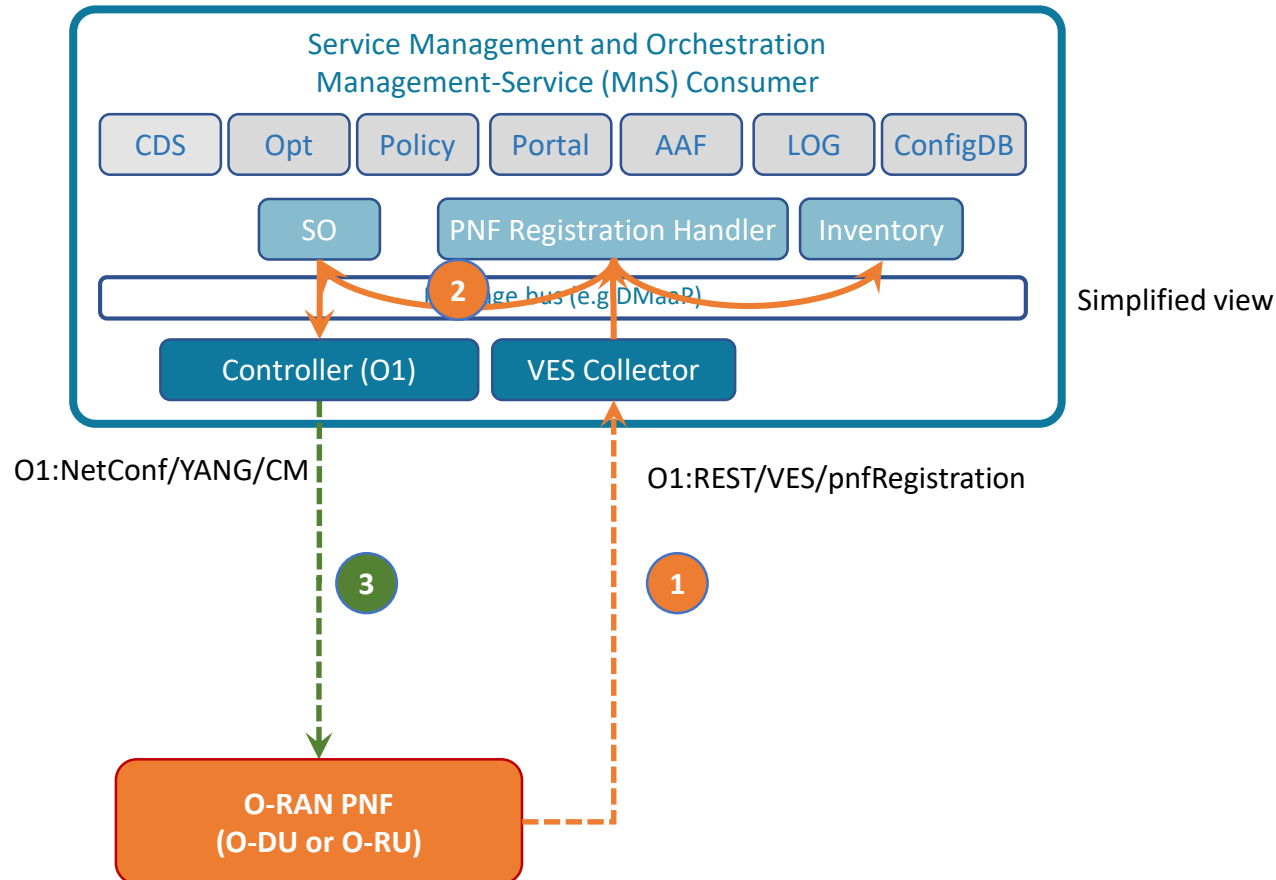 Service Management and Orchestration
Management-Service (MnS) Consumer
CDS
Opt
Policy
Portal
AAF
LOG
ConfigDB
SO
PNF Registration Handler
Inventory
2
bus (e.g DMaaP)
Simplified view
Controller (O1)
VES Collector
O1:NetConf/YANG/CM
O1:REST/VES/pnfRegistration
3
1
O-RAN PNF
(O-DU or O-RU)